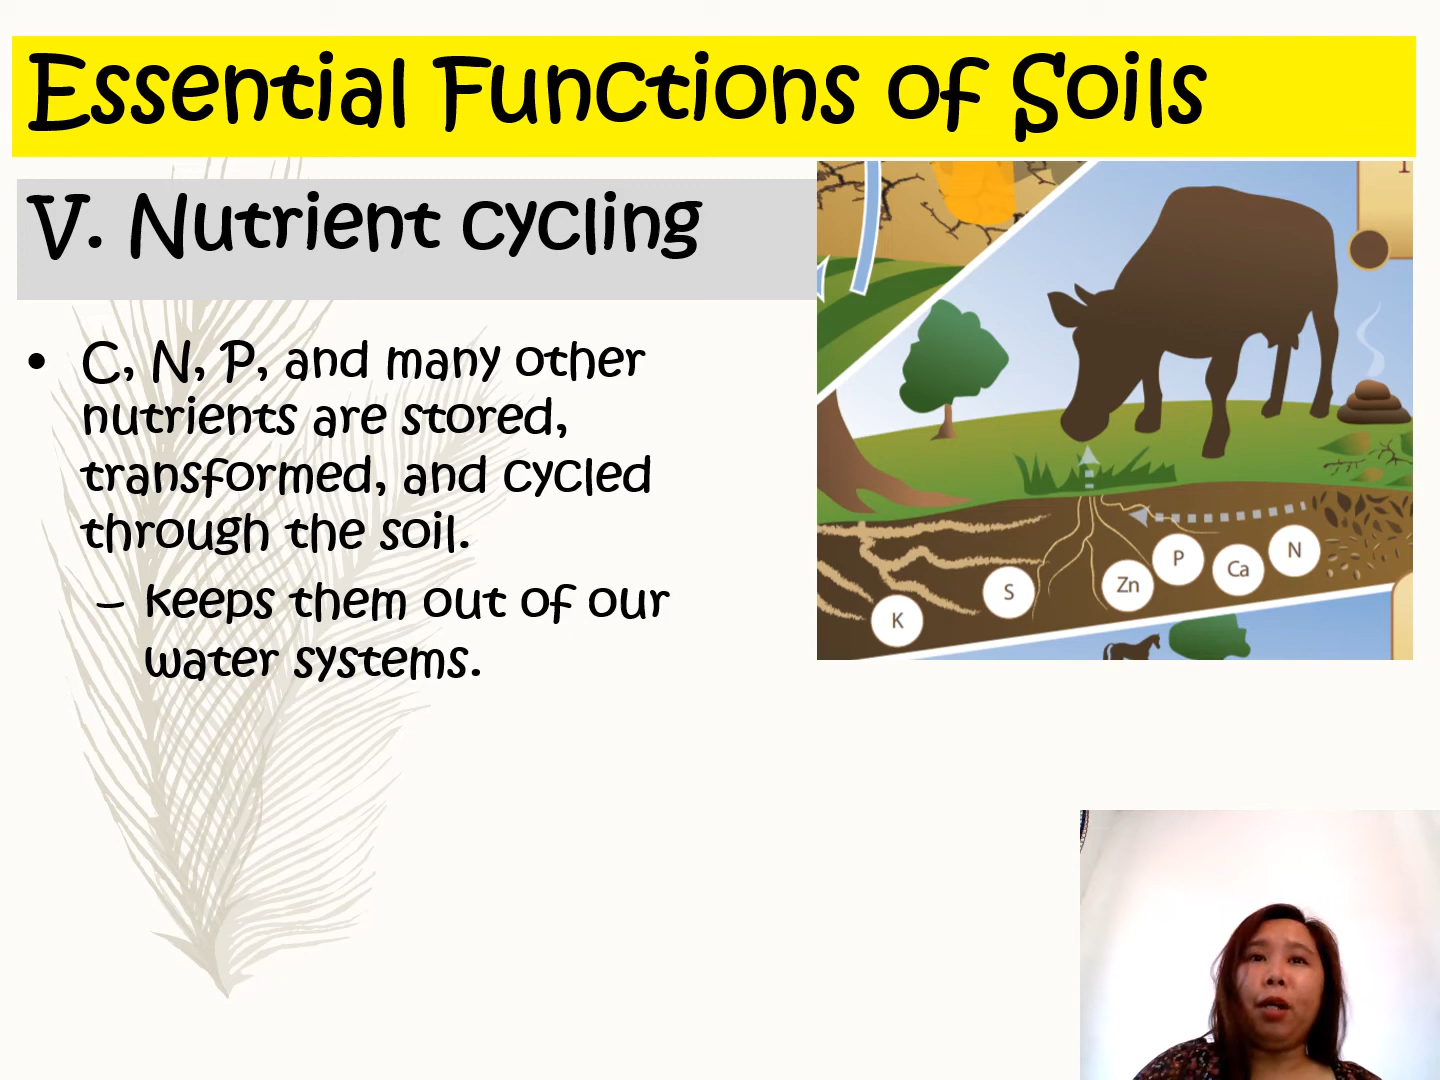 Essential Functions of Soils
V. Nutrient cycling
• C, N, P, and many other
nutrients are stored,
transformed, and cycled
through the soil.
– keeps them out of our
water systems.
K
S
Zn
P
Ca
N